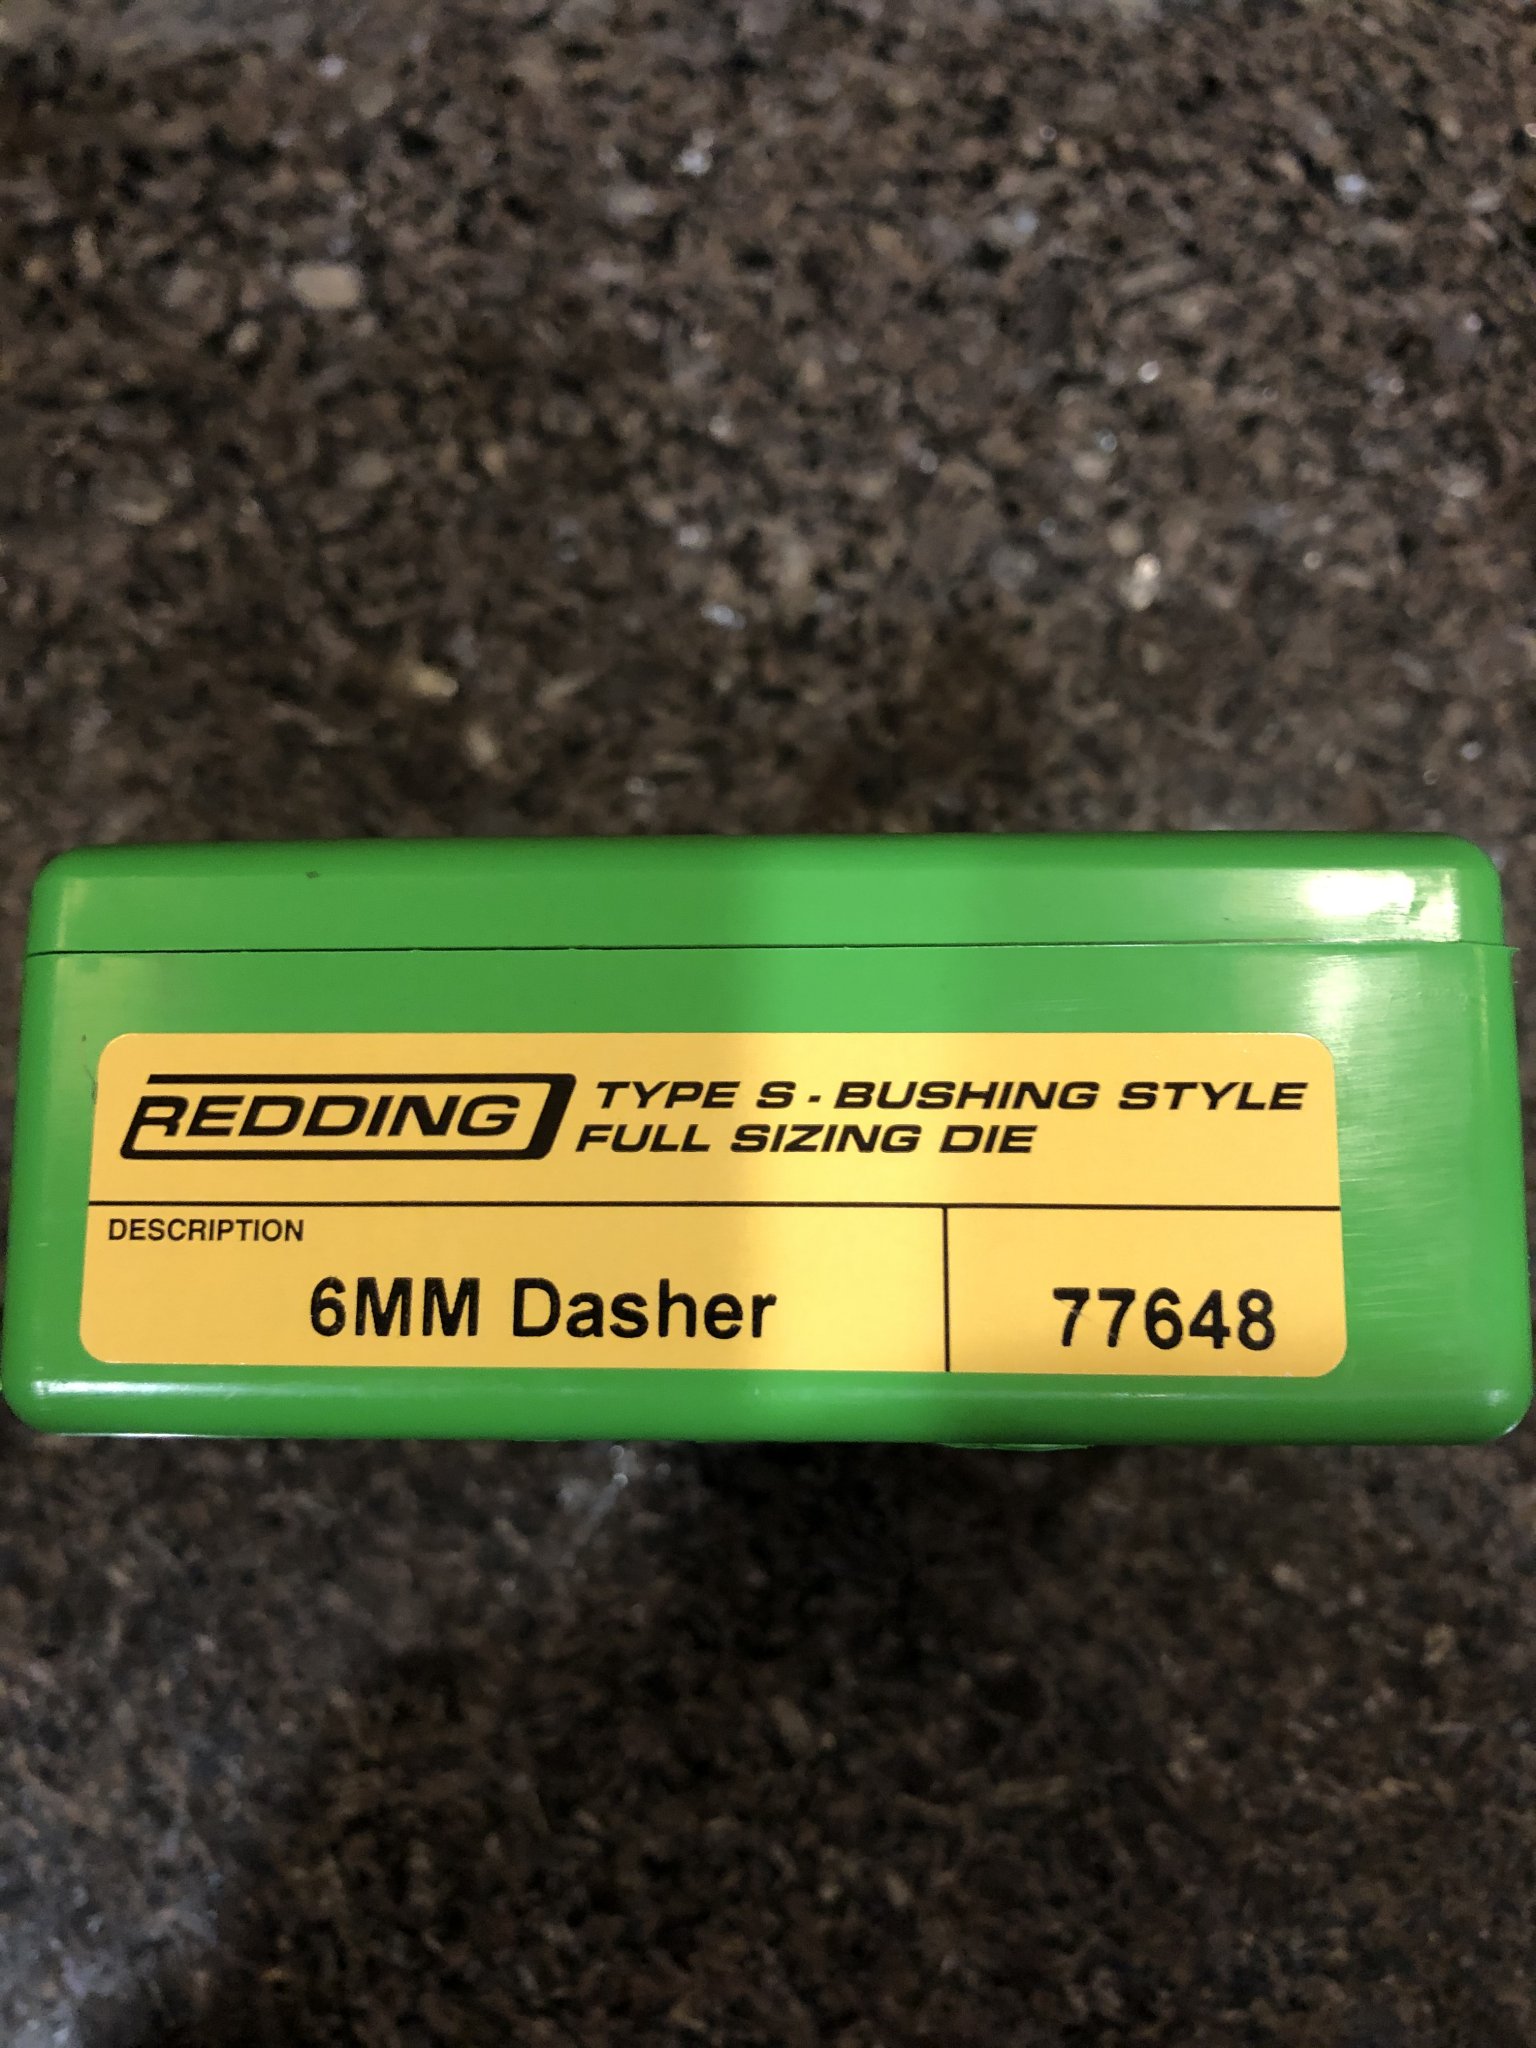 REDDING
TYPE S - BUSHING STYLE
FULL SIZING DIE
DESCRIPTION
6MM Dasher
77648